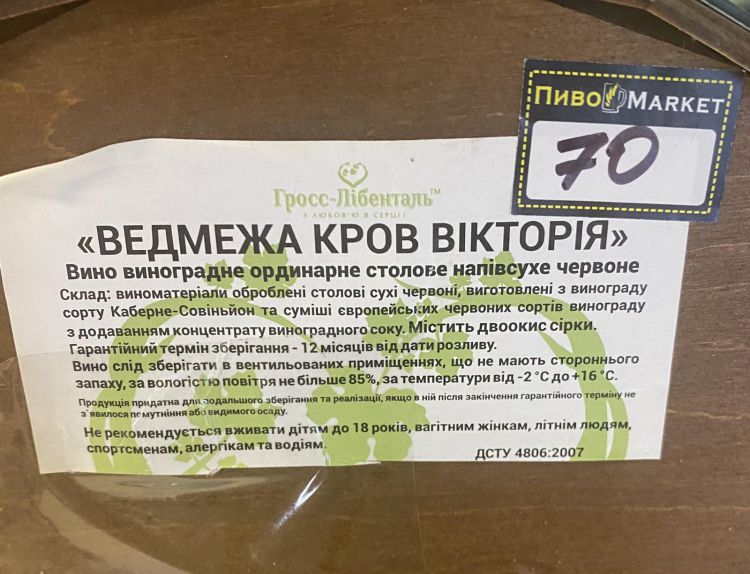 ПИВО MARKET
70
Гросс-Лібенталь™
З ЛЮБОВ'Ю В СЕРЦІ!
«ВЕДМЕЖА КРОВ ВІКТОРІЯ»
Вино виноградне ординарне столове напівсухе червоне
Склад: виноматеріали оброблені столові сухі червоні, виготовлені з винограду
сорту Каберне-Совіньйон та суміші європейських червоних сортів винограду
з додаванням концентрату виноградного соку. Містить двоокис сірки.
Гарантійний термін зберігання - 12 місяців від дати розливу.
Вино слід зберігати в вентильованих приміщеннях, що не мають стороннього
запаху, за вологістю повітря не більше 85%, за температури від -2 °С до +16 °С.
Продукція придатна для подальшого зберігання та реалізації, якщо в ній після закінчення гарантійного терміну не
з'явилося помутніння або видимого осаду.
Не рекомендується вживати дітям до 18 років, вагітним жінкам, літнім людям,
спортсменам, алергікам та водіям.
ДСТУ 4806:2007